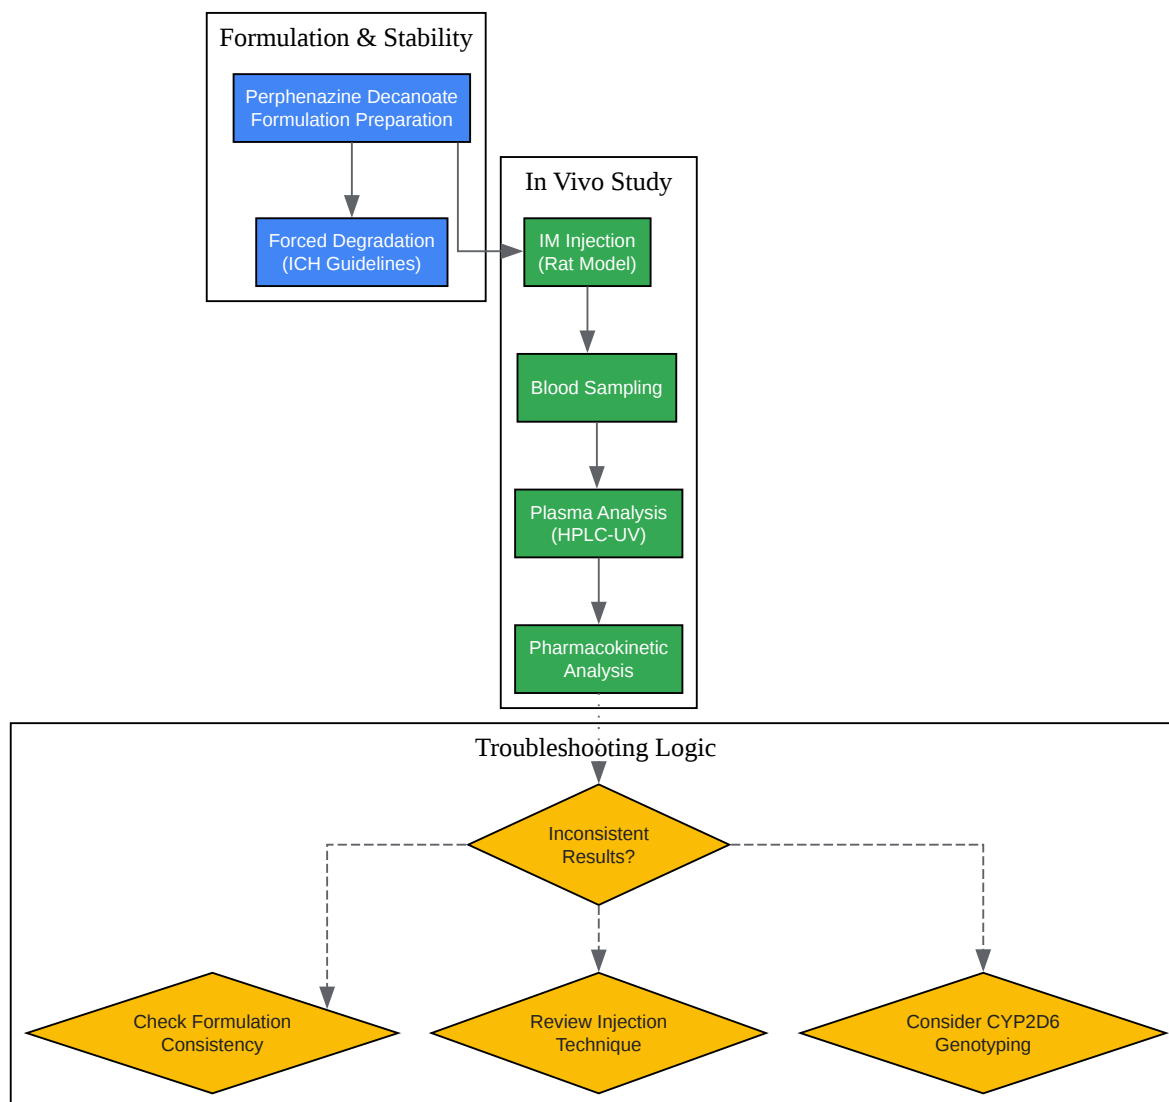 Formulation & Stability
Perphenazine Decanoate
Formulation Preparation
Forced Degradation
(ICH Guidelines)
In Vivo Study
IM Injection
(Rat Model)
Blood Sampling
Plasma Analysis
(HPLC-UV)
Pharmacokinetic
Analysis
Troubleshooting Logic
Inconsistent
Results?
Check Formulation
Consistency
Review Injection
Technique
Consider CYP2D6
Genotyping